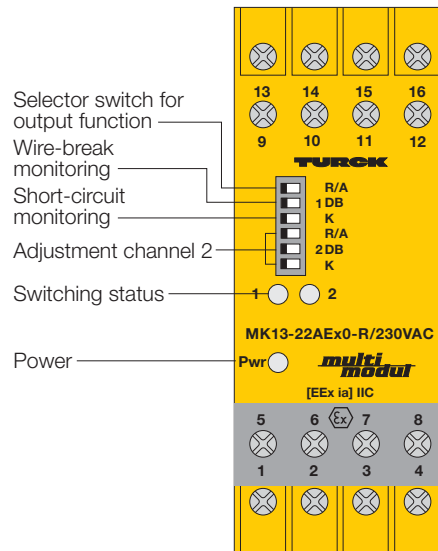 13 14 15 16
Selector switch for
output function
9 10 11 12
Wire-break
monitoring
TURCK
Short-circuit
monitoring
R/A
1 DB
K
R/A
Adjustment channel 2
2 DB
K
Switching status
1 2
MK13-22AEx0-R/230VAC
Power
Pwr
multi
modul
[EEx ia] IIC
5 6 Ex 7 8
1 2 3 4